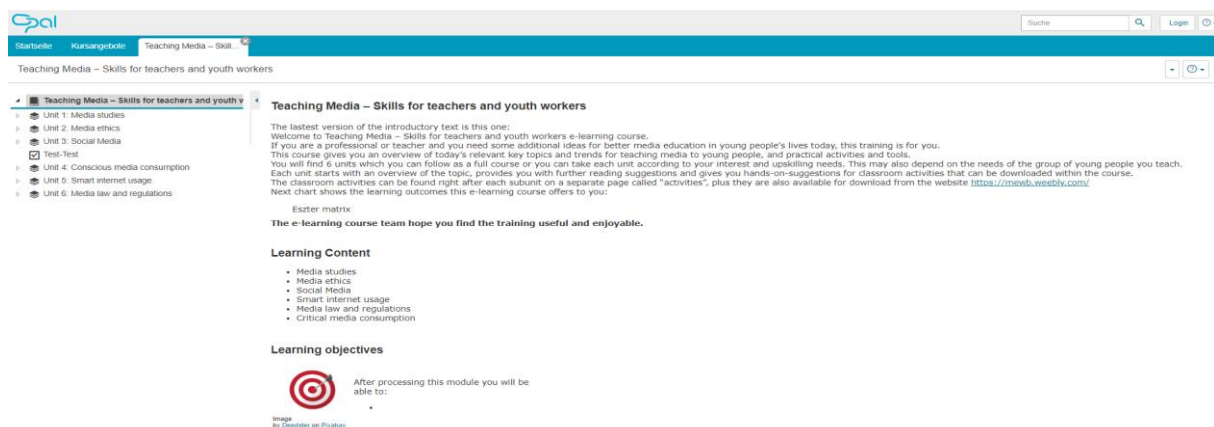 Opal
Suche
Login
Startseite
Kursangebote
Teaching Media – Skill...
Teaching Media – Skills for teachers and youth workers
Teaching Media – Skills for teachers and youth v
Unit 1: Media studies
Unit 2: Media ethics
Unit 3: Social Media
Test-Test
Unit 4: Conscious media consumption
Unit 5: Smart internet usage
Unit 6: Media law and regulations
Teaching Media – Skills for teachers and youth workers
The lastest version of the introductory text is this one:
Welcome to Teaching Media – Skills for teachers and youth workers e-learning course.
If you are a professional or teacher and you need some additional ideas for better media education in young people's lives today, this training is for you.
This course gives you an overview of today's relevant key topics and trends for teaching media to young people, and practical activities and tools.
You will find 6 units which you can follow as a full course or you can take each unit according to your interest and upskilling needs. This may also depend on the needs of the group of young people you teach.
Each unit starts with an overview of the topic, provides you with further reading suggestions and gives you hands-on-suggestions for classroom activities that can be downloaded within the course.
The classroom activities can be found right after each subunit on a separate page called "activities", plus they are also available for download from the website https://mewb.weebly.com/
Next chart shows the learning outcomes this e-learning course offers to you:
Eszter matrix
The e-learning course team hope you find the training useful and enjoyable.
Learning Content
• Media studies
• Media ethics
• Social Media
• Smart internet usage
• Media law and regulations
• Critical media consumption
Learning objectives
After processing this module you will be
able to:
•
Image
by Deedster on Pixabay